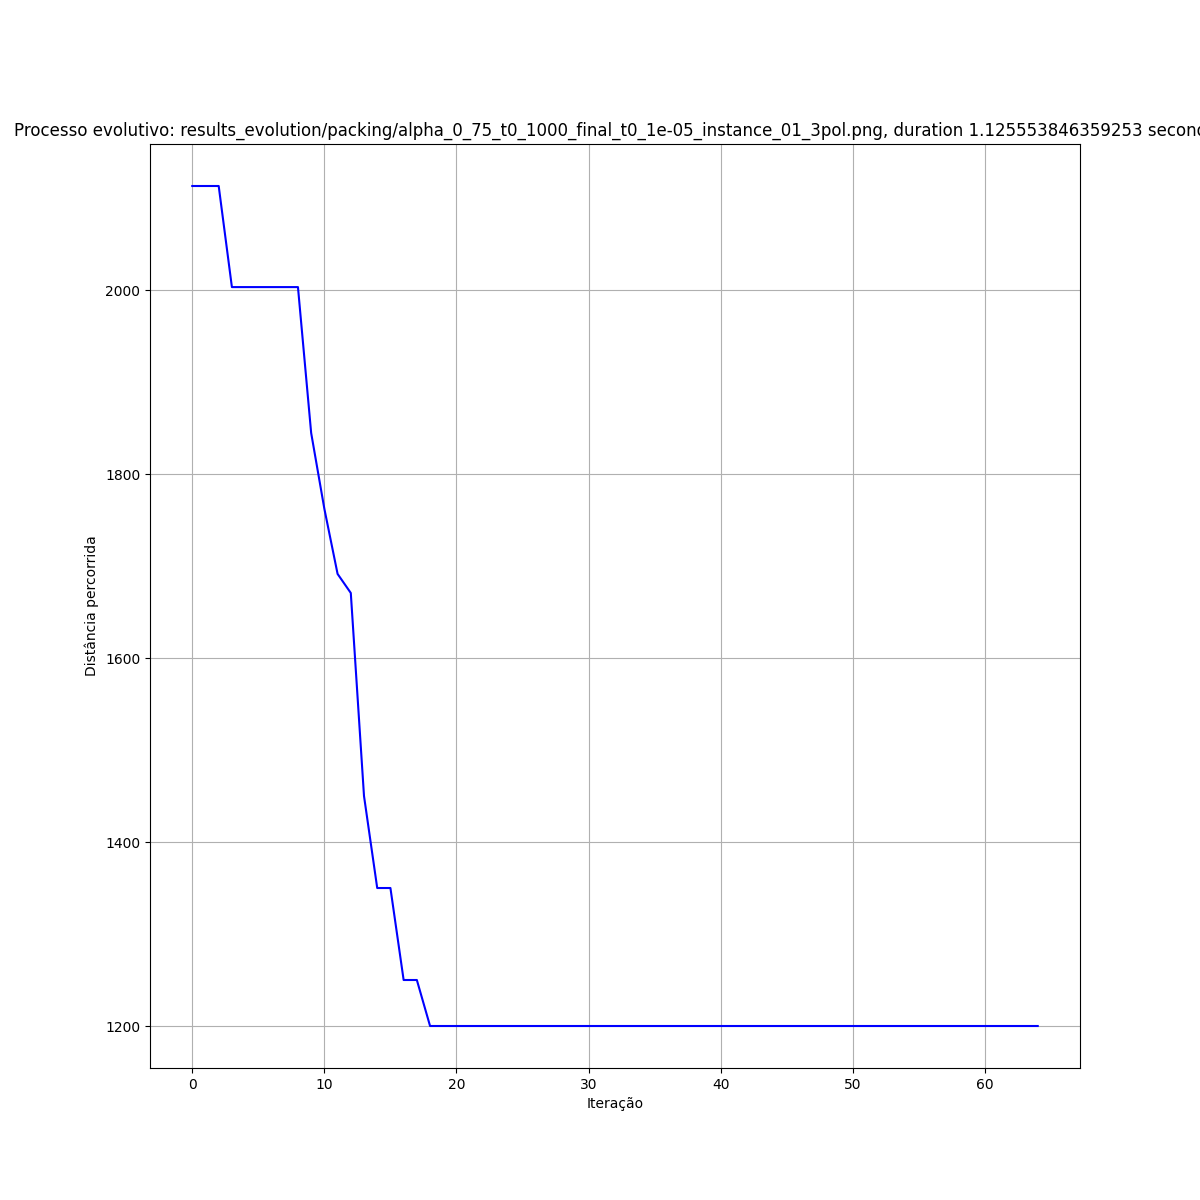 Processo evolutivo: results_evolution/packing/alpha_0_75_t0_1000_final_t0_1e-05_instance_01_3pol.png, duration 1.125553846359253
Distância percorrida
2000
1800
1600
1400
1200
0 10 20 30 40 50 60
Iteração